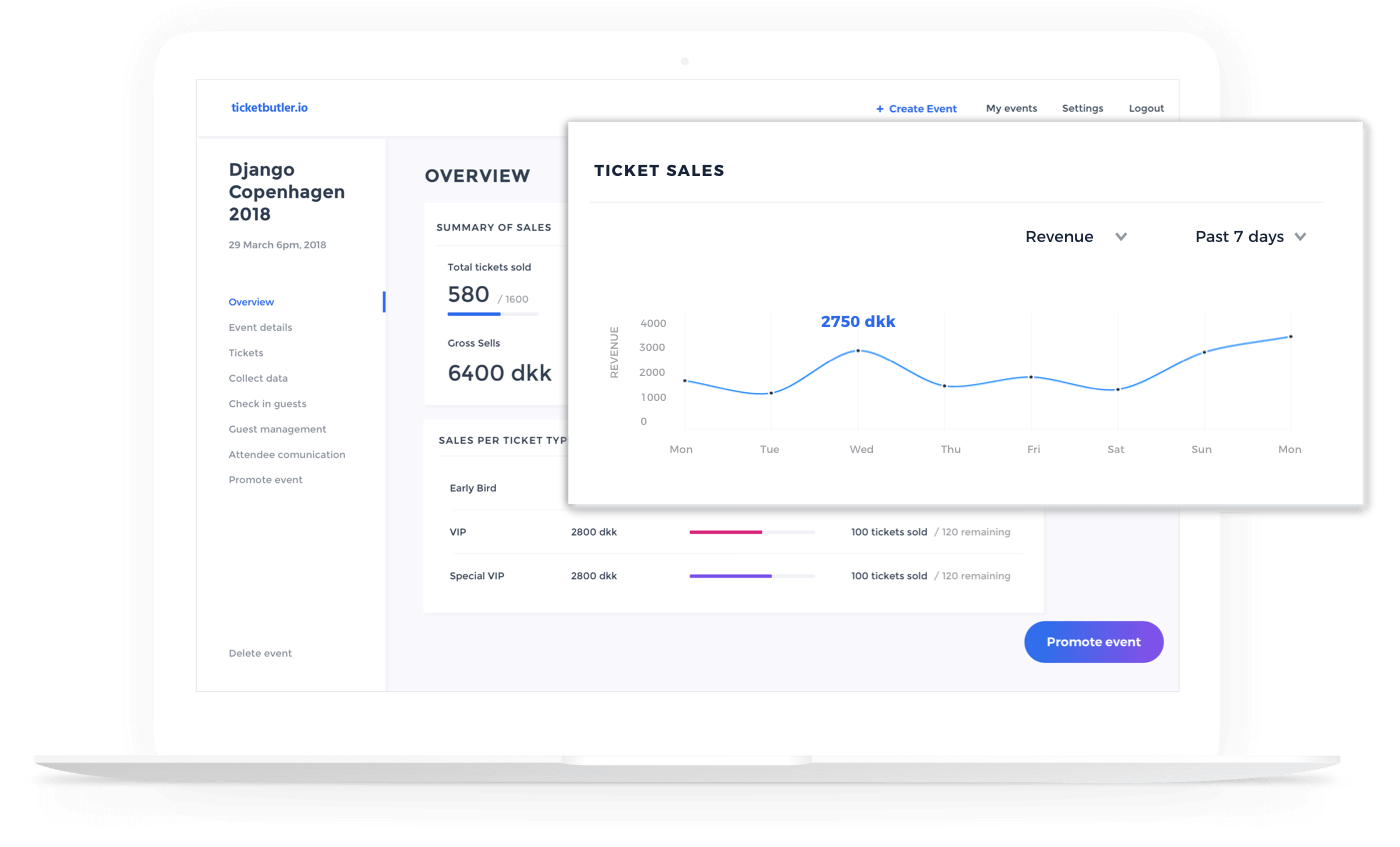 ticketbutler.io
+ Create Event
My events
Settings
Logout
Django
Copenhagen
2018
29 March 6pm, 2018
Overview
Event details
Tickets
Collect data
Check in guests
Guest management
Attendee comunication
Promote event
Delete event
OVERVIEW
SUMMARY OF SALES
Total tickets sold
580 / 1600
Gross Sells
6400 dkk
SALES PER TICKET TYP
Early Bird
VIP 2800 dkk 100 tickets sold / 120 remaining
Special VIP 2800 dkk 100 tickets sold / 120 remaining
Promote event
TICKET SALES
Revenue
Past 7 days
2750 dkk
REVENUE
4000
3000
2000
1000
0
Mon Tue Wed Thu Fri Sat Sun Mon